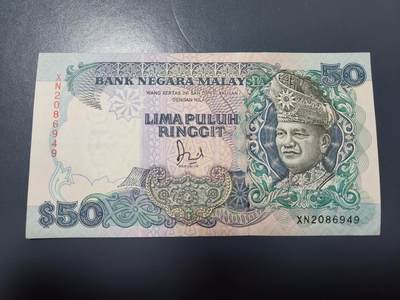 BANK NEGARA MALAYSIA
50
WANG KERTAS INI SAH DIPERLAKUKAN
DENGAN NILAI
LIMA PULUH
RINGGIT
XN2086949
$50
XN2086949